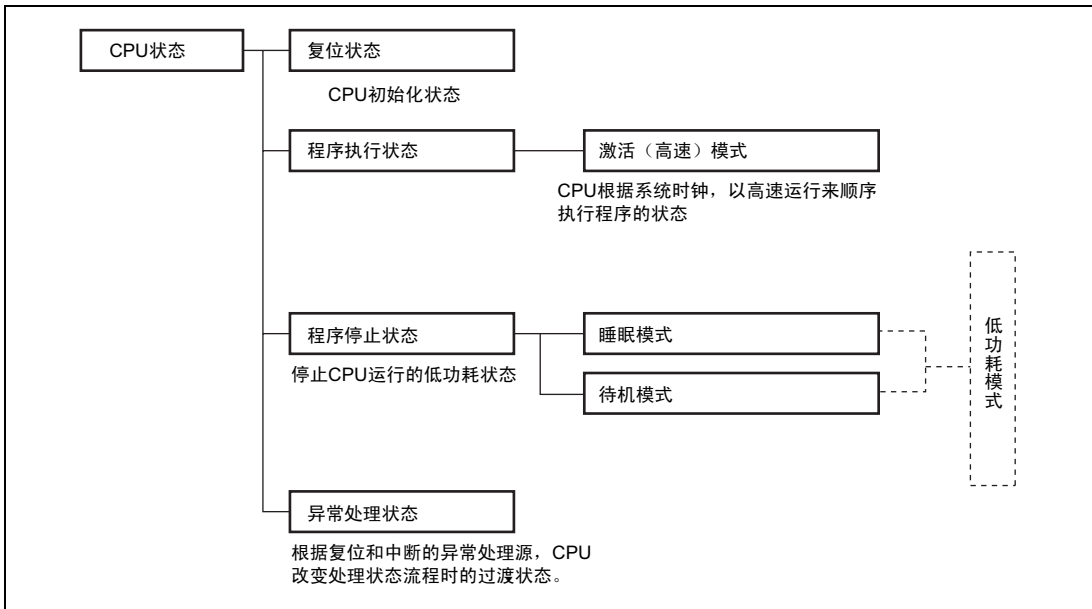 CPU状态
复位状态
CPU初始化状态
程序执行状态
激活（高速）模式
CPU根据系统时钟，以高速运行来顺序
执行程序的状态
程序停止状态
停止CPU运行的低功耗状态
睡眠模式
待机模式
低功耗模式
异常处理状态
根据复位和中断的异常处理源，CPU
改变处理状态流程时的过渡状态。